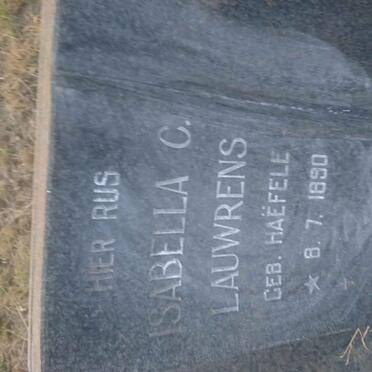 HIER RUS
ISABELLA C.
LAUWRENS
GEB. HAËFELE
★ 8. 7. 1890